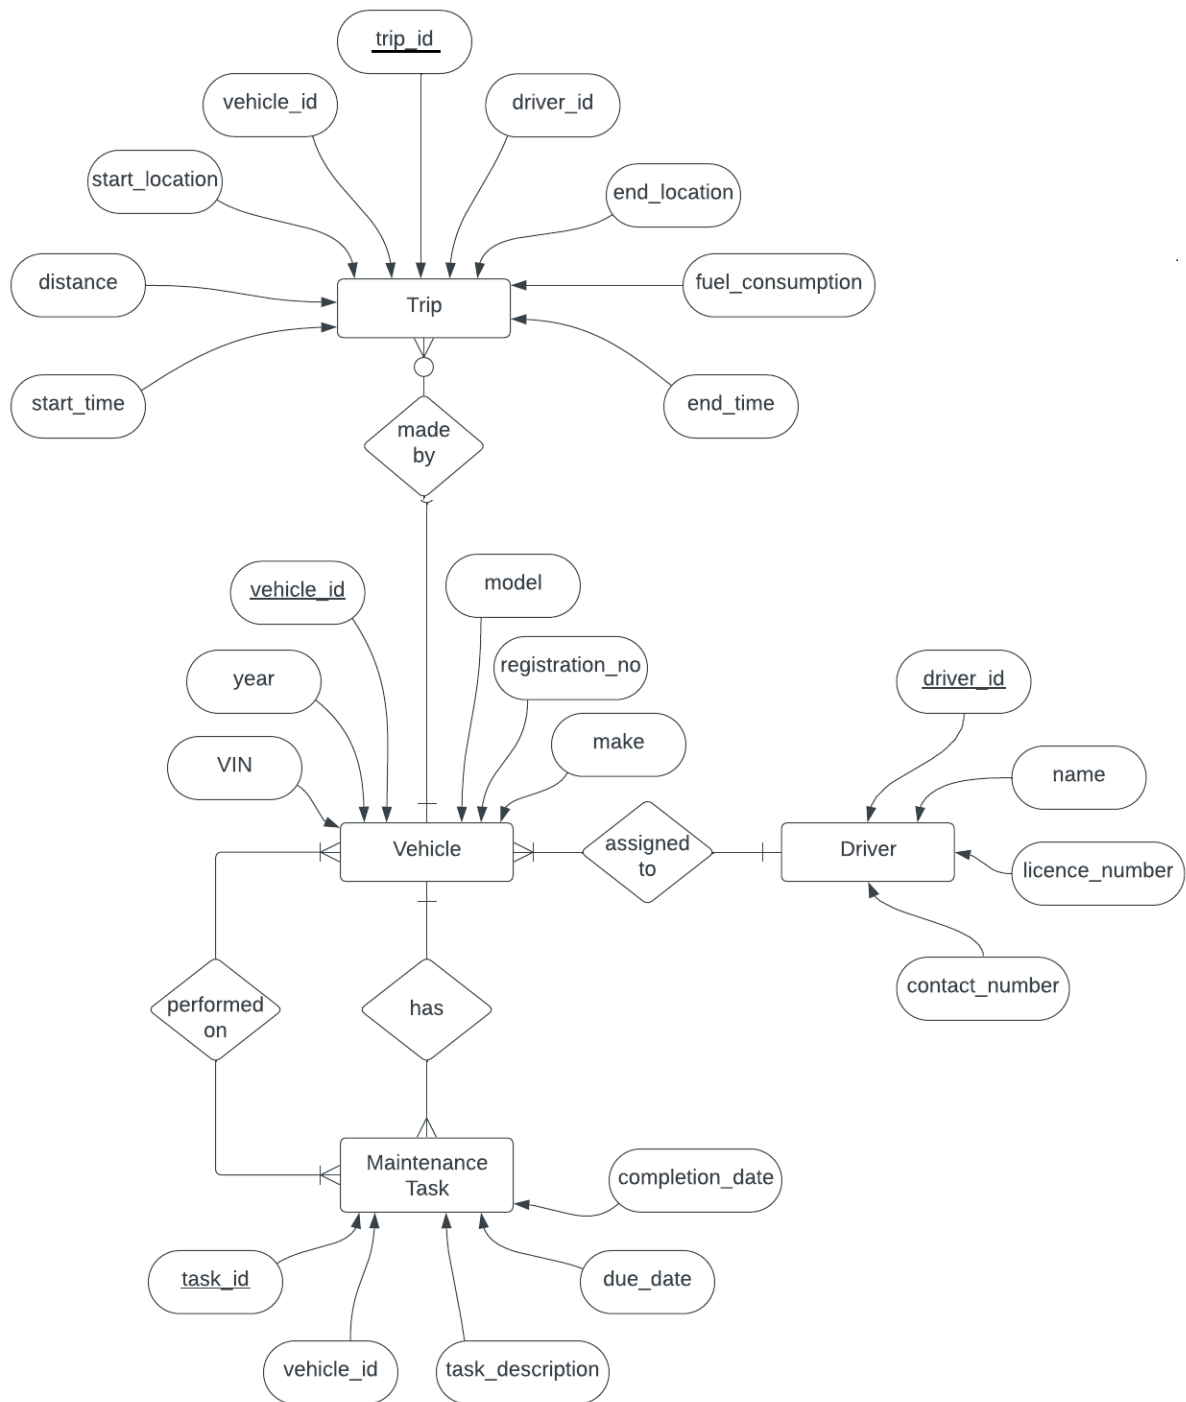 trip_id
vehicle_id
driver_id
start_location
end_location
distance
fuel_consumption
Trip
start_time
end_time
made
by
vehicle_id
model
registration_no
year
driver_id
make
VIN
name
Vehicle
assigned
to
Driver
licence_number
contact_number
performed
on
has
Maintenance
Task
completion_date
task_id
due_date
vehicle_id
task_description